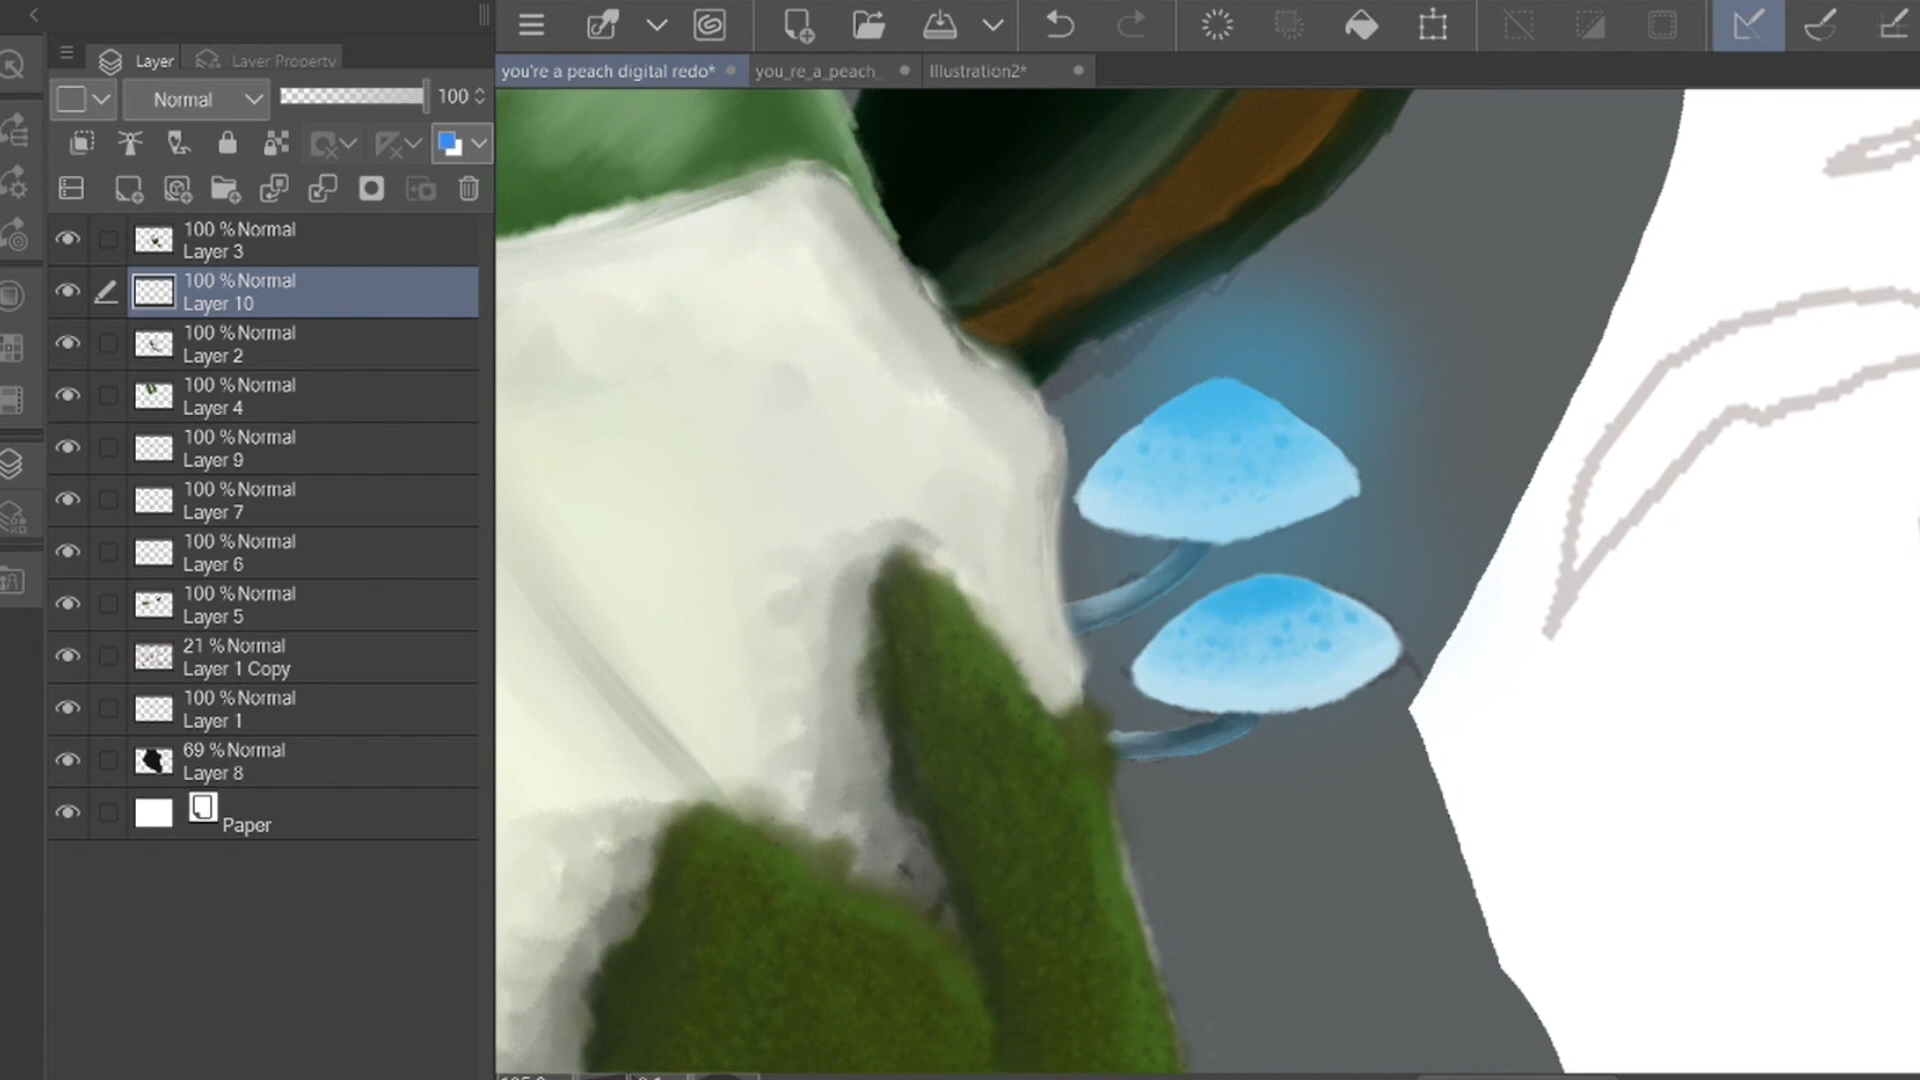 Layer
Layer Property
Normal
100
you're a peach digital redo*
you_re_a_peach_
Illustration2*
100 %Normal
Layer 3
100 %Normal
Layer 10
100 %Normal
Layer 2
100 %Normal
Layer 4
100 %Normal
Layer 9
100 %Normal
Layer 7
100 %Normal
Layer 6
100 %Normal
Layer 5
21 %Normal
Layer 1 Copy
100 %Normal
Layer 1
69 %Normal
Layer 8
Paper